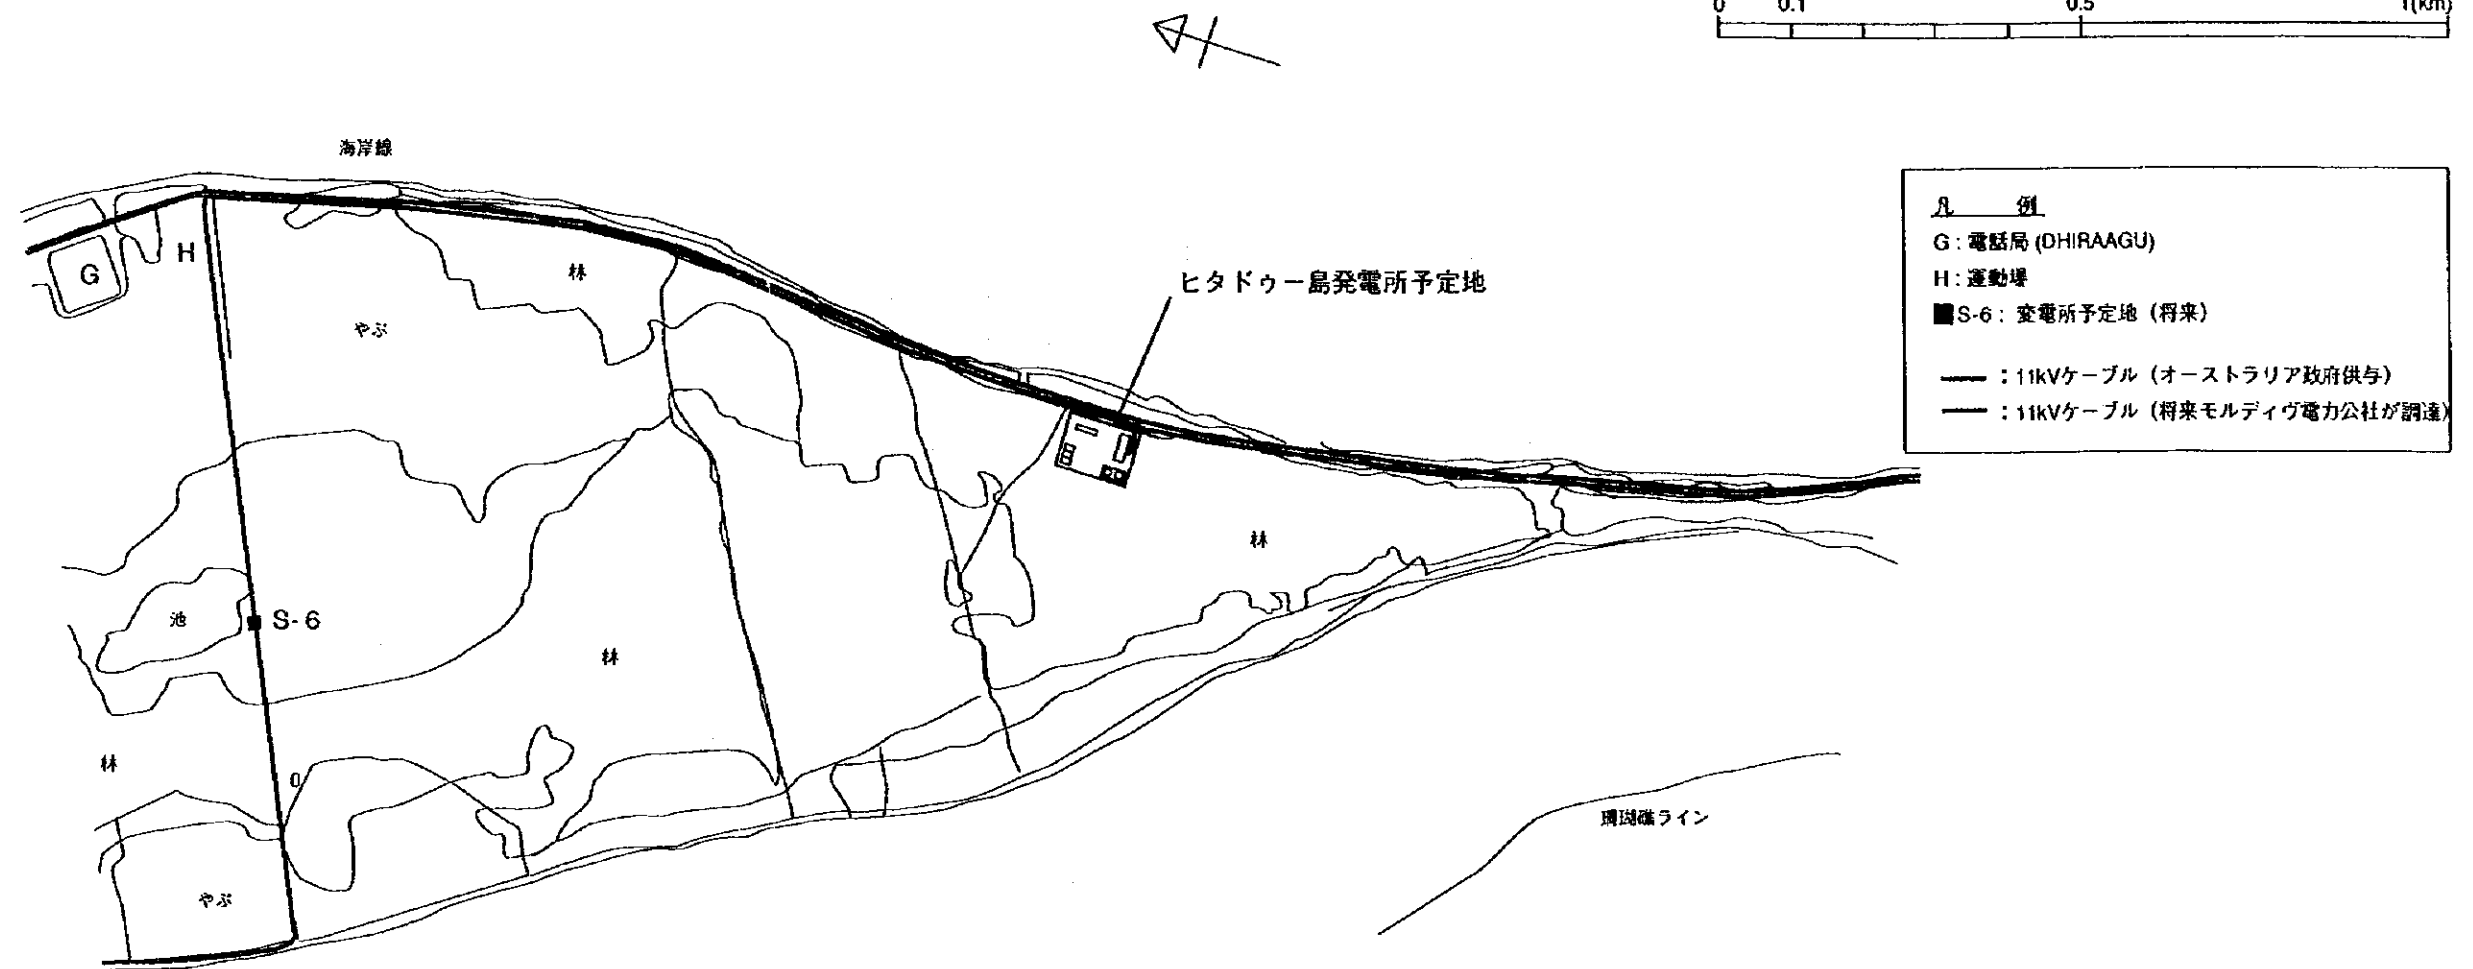 0 0.1 0.5 1(km)
海岸線
凡 例
G : 電話局 (DHIRAAGU)
H : 運動場
S-6 : 変電所予定地 (将来)
: 11kVケーブル (オーストラリア政府供与)
: 11kVケーブル (将来モルディヴ電力公社が調達)
G
H
林
やぶ
ヒタドゥー島発電所予定地
林
池
S-6
林
林
0
やぶ
珊瑚礁ライン